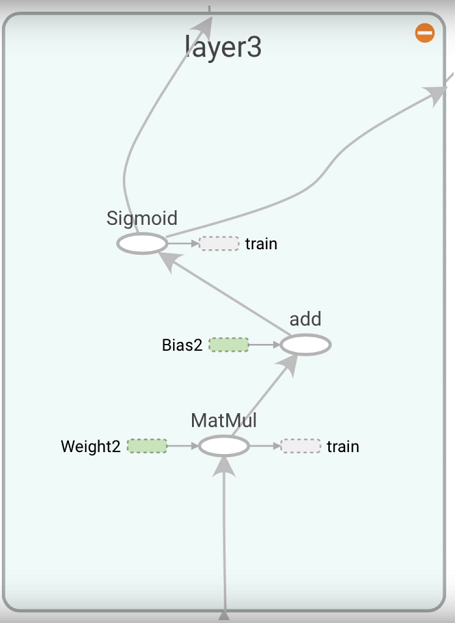 layer3
Sigmoid
train
add
Bias2
MatMul
Weight2
train